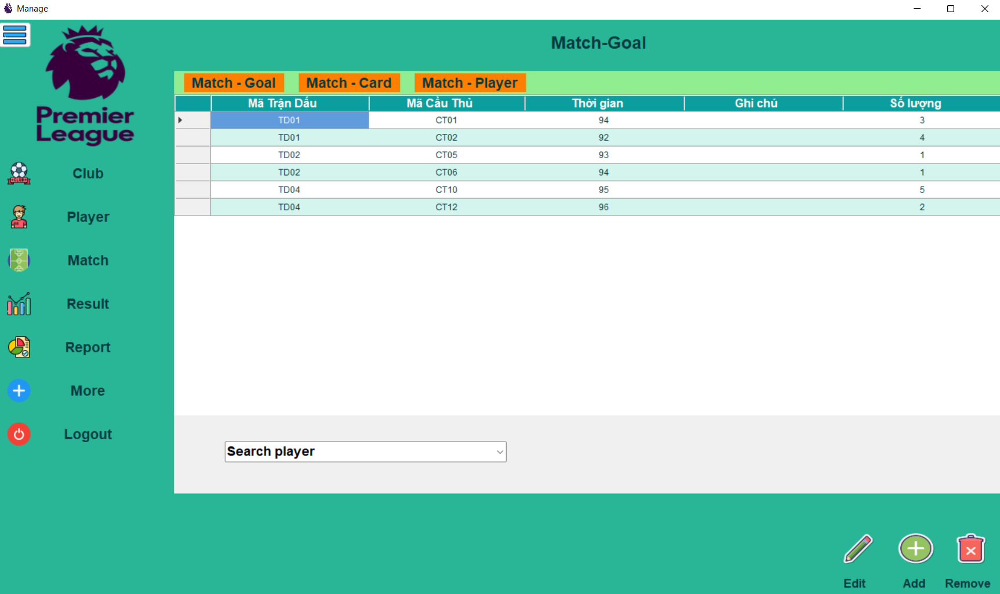 Manage
Premier
League
Match-Goal
Match - Goal Match - Card Match - Player
Mã Trận Dấu Mã Cầu Thủ Thời gian Ghi chú Số lượng
TD01 CT01 94 3
TD01 CT02 92 4
TD02 CT05 93 1
TD02 CT06 94 1
TD04 CT10 95 5
TD04 CT12 96 2
CLUB
Club
Player
Match
Result
Report
More
Logout
Search player
Edit Add Remove